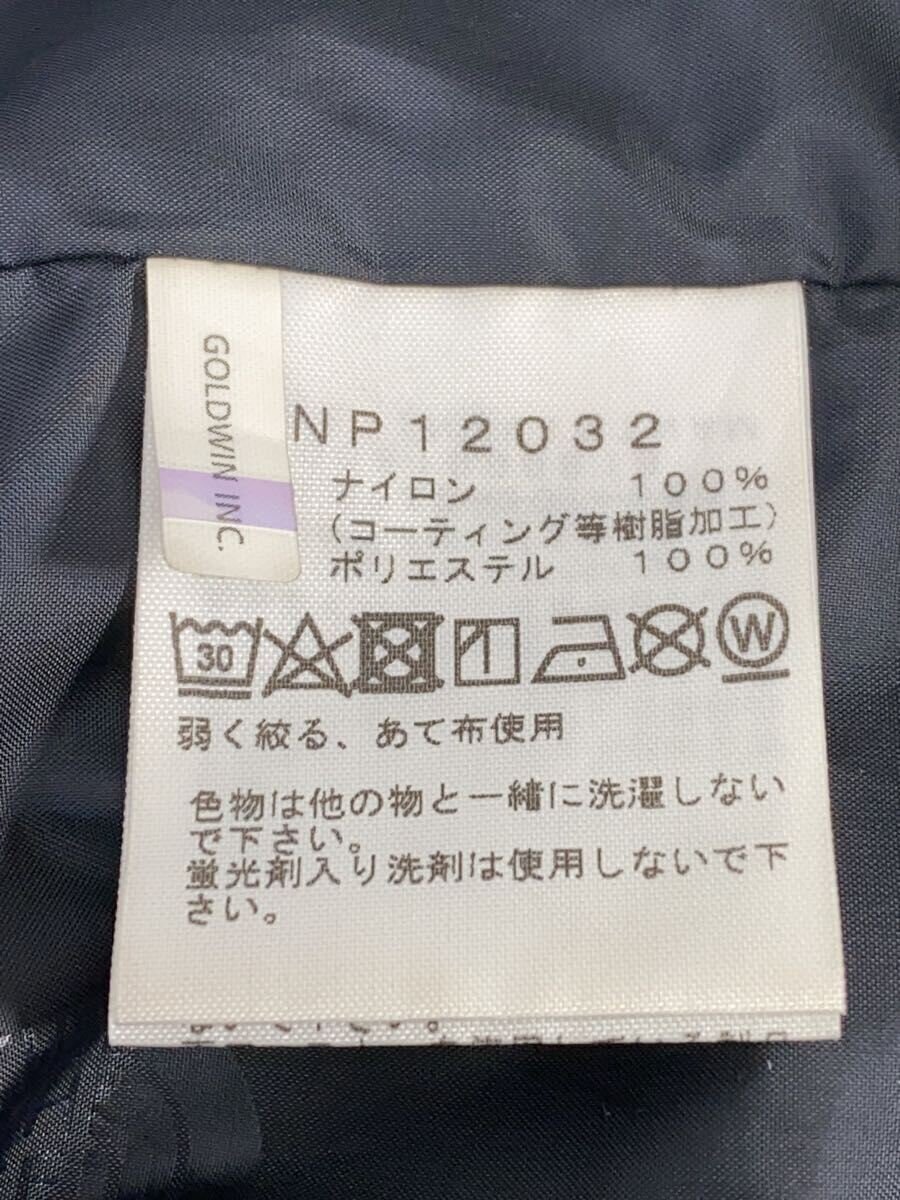 GOLDWIN INC.
NP12032
ナイロン 100%
(コーティング等樹脂加工)
ポリエステル 100%
30
W
弱く絞る、あて布使用
色物は他の物と一緒に洗濯しない
で下さい。
蛍光剤入り洗剤は使用しないで下
さい。